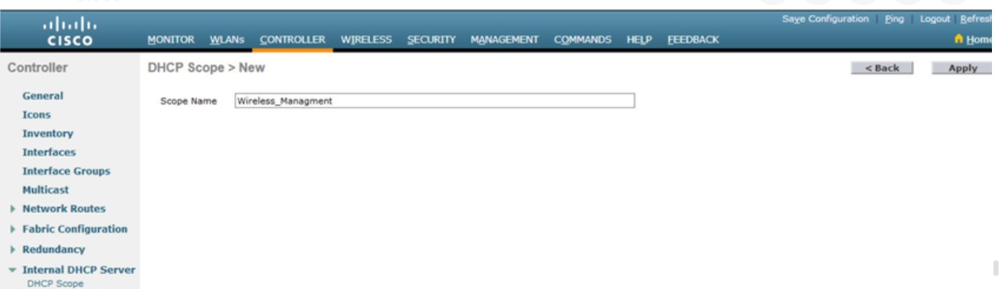 Save Configuration | Ping | Logout | Refresh
CISCO MONITOR WLANs CONTROLLER WIRELESS SECURITY MANAGEMENT COMMANDS HELP FEEDBACK Home
Controller DHCP Scope > New < Back Apply
General
Scope Name Wireless_Managment
Icons
Inventory
Interfaces
Interface Groups
Multicast
Network Routes
Fabric Configuration
Redundancy
Internal DHCP Server
DHCP Scope